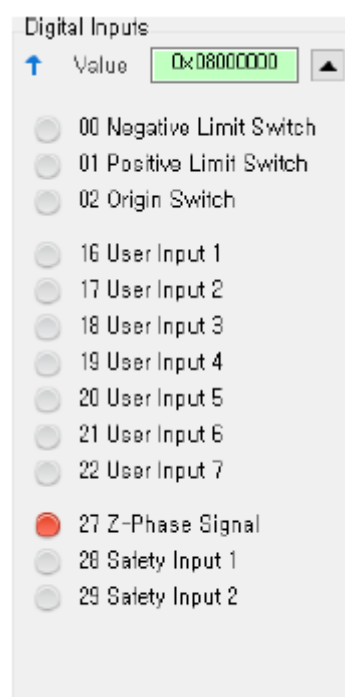 Digital Inputs
Value 0x08000000
00 Negative Limit Switch
01 Positive Limit Switch
02 Origin Switch
16 User Input 1
17 User Input 2
18 User Input 3
19 User Input 4
20 User Input 5
21 User Input 6
22 User Input 7
27 Z-Phase Signal
28 Safety Input 1
29 Safety Input 2